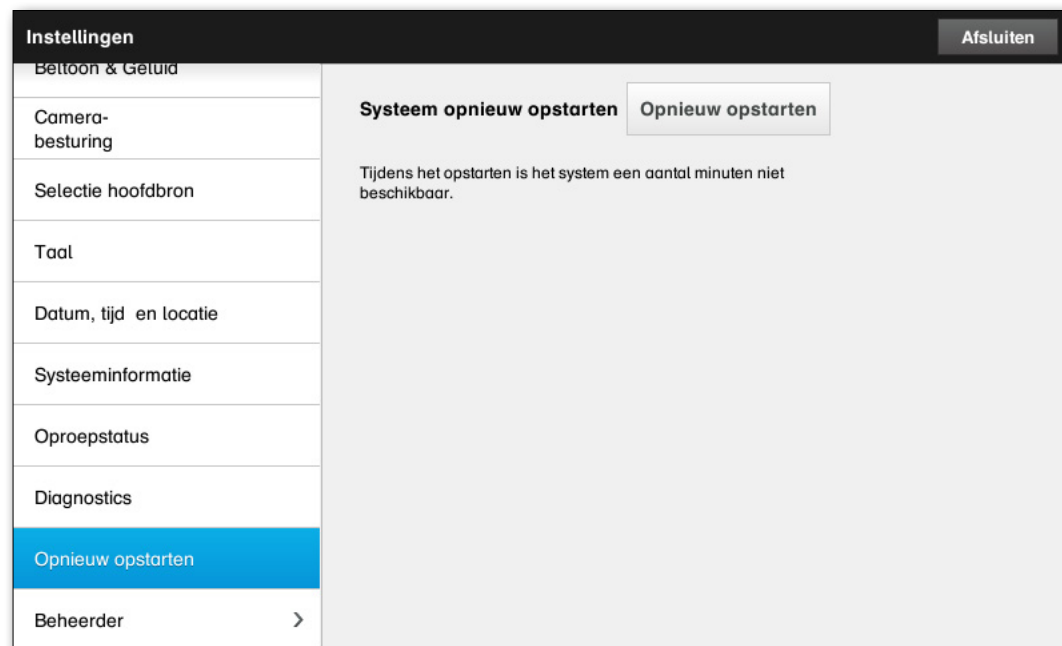 Instellingen
Afsluiten
Beltoon & Geluid
Camera-
besturing
Selectie hoofdbron
Taal
Datum, tijd en locatie
Systeeminformatie
Oproepstatus
Diagnostics
Opnieuw opstarten
Beheerder
Systeem opnieuw opstarten Opnieuw opstarten
Tijdens het opstarten is het system een aantal minuten niet
beschikbaar.